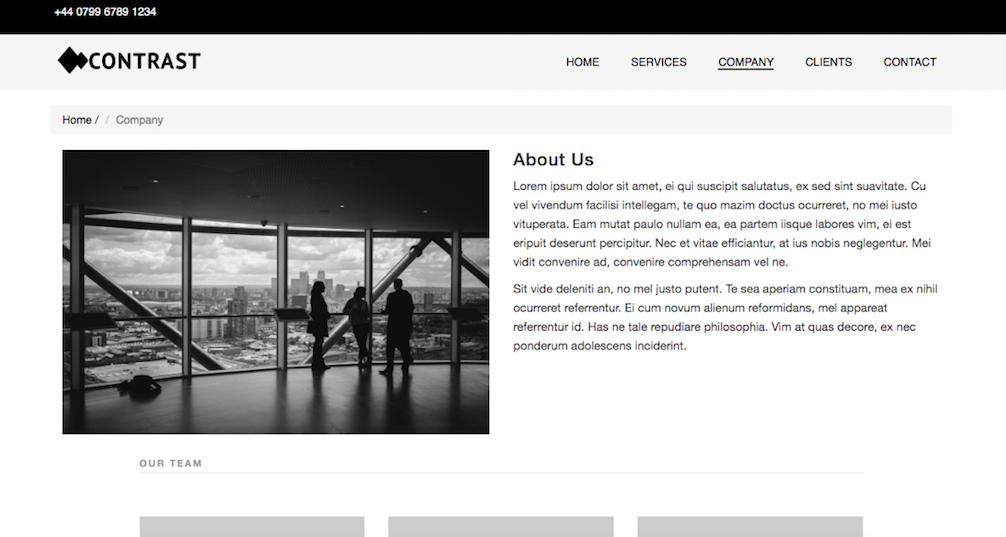 +44 0799 6789 1234
CONTRAST
HOME SERVICES COMPANY CLIENTS CONTACT
Home / / Company
About Us
Lorem ipsum dolor sit amet, ei qui suscipit salutatus, ex sed sint suavitate. Cu
vel vivendum facilisi intellegam, te quo mazim doctus ocurreret, no mei iusto
vituperata. Eam mutat paulo nullam ea, ea partem iisque labores vim, ei est
eripuit deserunt percipitur. Nec et vitae efficiantur, at ius nobis neglegentur. Mei
vidit convenire ad, convenire comprehensam vel ne.
Sit vide deleniti an, no mel justo putent. Te sea aperiam constituam, mea ex nihil
ocurreret referrentur. Ei cum novum alienum reformidans, mel appareat
referrentur id. Has ne tale repudiare philosophia. Vim at quas decore, ex nec
ponderum adolescens inciderint.
OUR TEAM